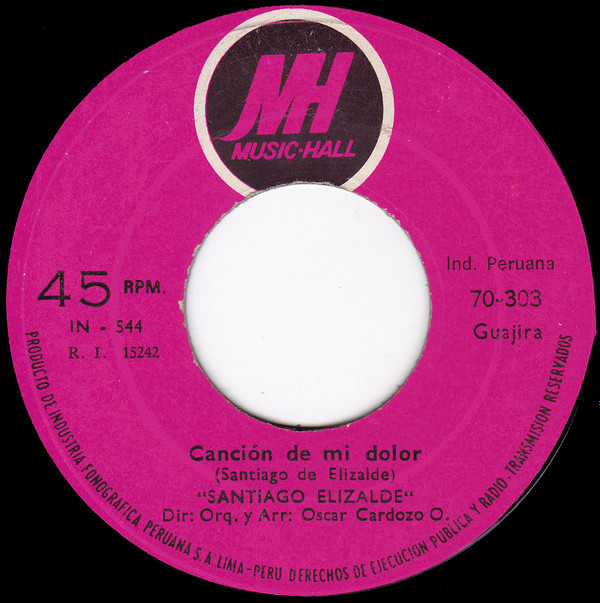 MH
MUSIC-HALL
45 RPM.
IN - 544
R. I. 15242
Ind. Peruana
70-303
Guajira
Canción de mi dolor
(Santiago de Elizalde)
"SANTIAGO ELIZALDE"
Dir: Orq. y Arr: Oscar Cardozo O.
PRODUCTO DE INDUSTRIA FONOGRAFICA PERUANA S. A. LIMA - PERU DERECHOS DE EJECUCION PUBLICA Y RADIO - TRANSMISION RESERVADOS